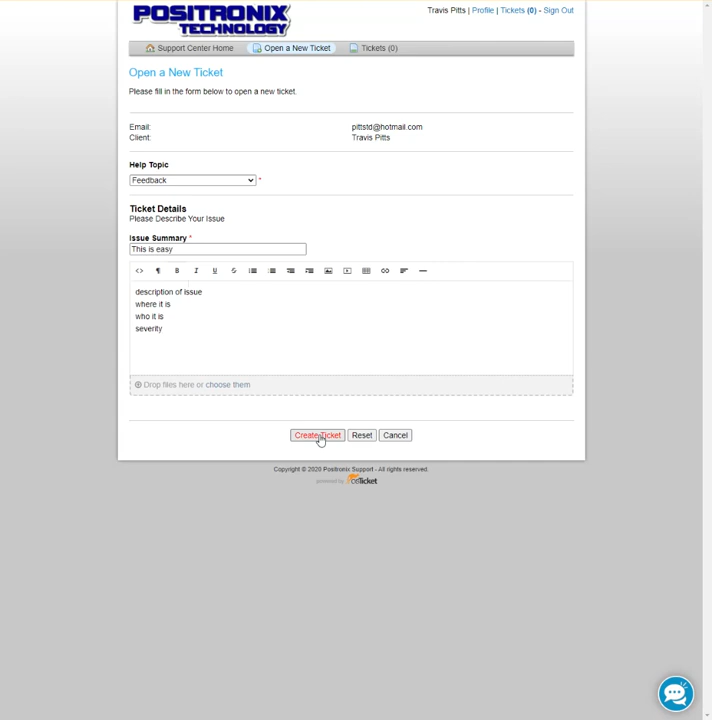 POSITRONIX
TECHNOLOGY
Travis Pitts | Profile | Tickets (0) - Sign Out
Support Center Home Open a New Ticket Tickets (0)
Open a New Ticket
Please fill in the form below to open a new ticket.
Email: pittstd@hotmail.com
Client: Travis Pitts
Help Topic
Feedback *
Ticket Details
Please Describe Your Issue
Issue Summary *
This is easy
description of issue
where it is
who it is
severity
Drop files here or choose them
Create Ticket Reset Cancel
Copyright © 2020 Positronix Support - All rights reserved.
powered by osTicket